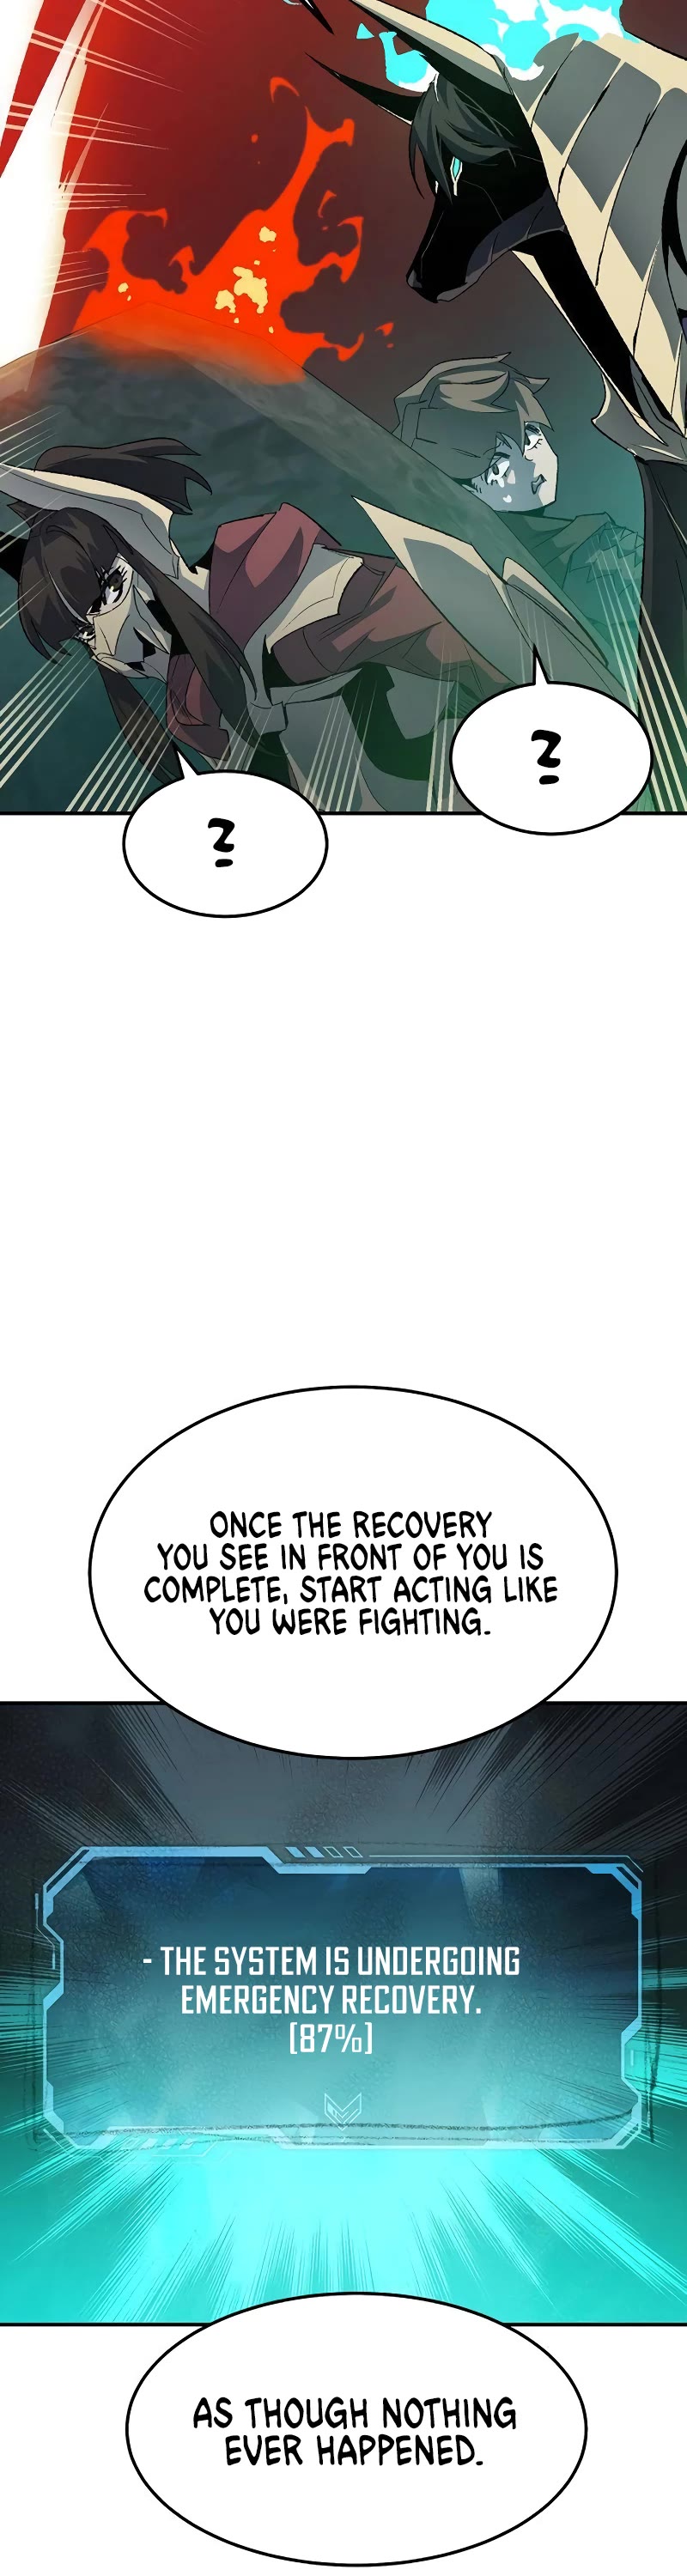 ?
?
ONCE THE RECOVERY
YOU SEE IN FRONT OF YOU IS
COMPLETE, START ACTING LIKE
YOU WERE FIGHTING.
- THE SYSTEM IS UNDERGOING
EMERGENCY RECOVERY.
[87%]
AS THOUGH NOTHING
EVER HAPPENED.